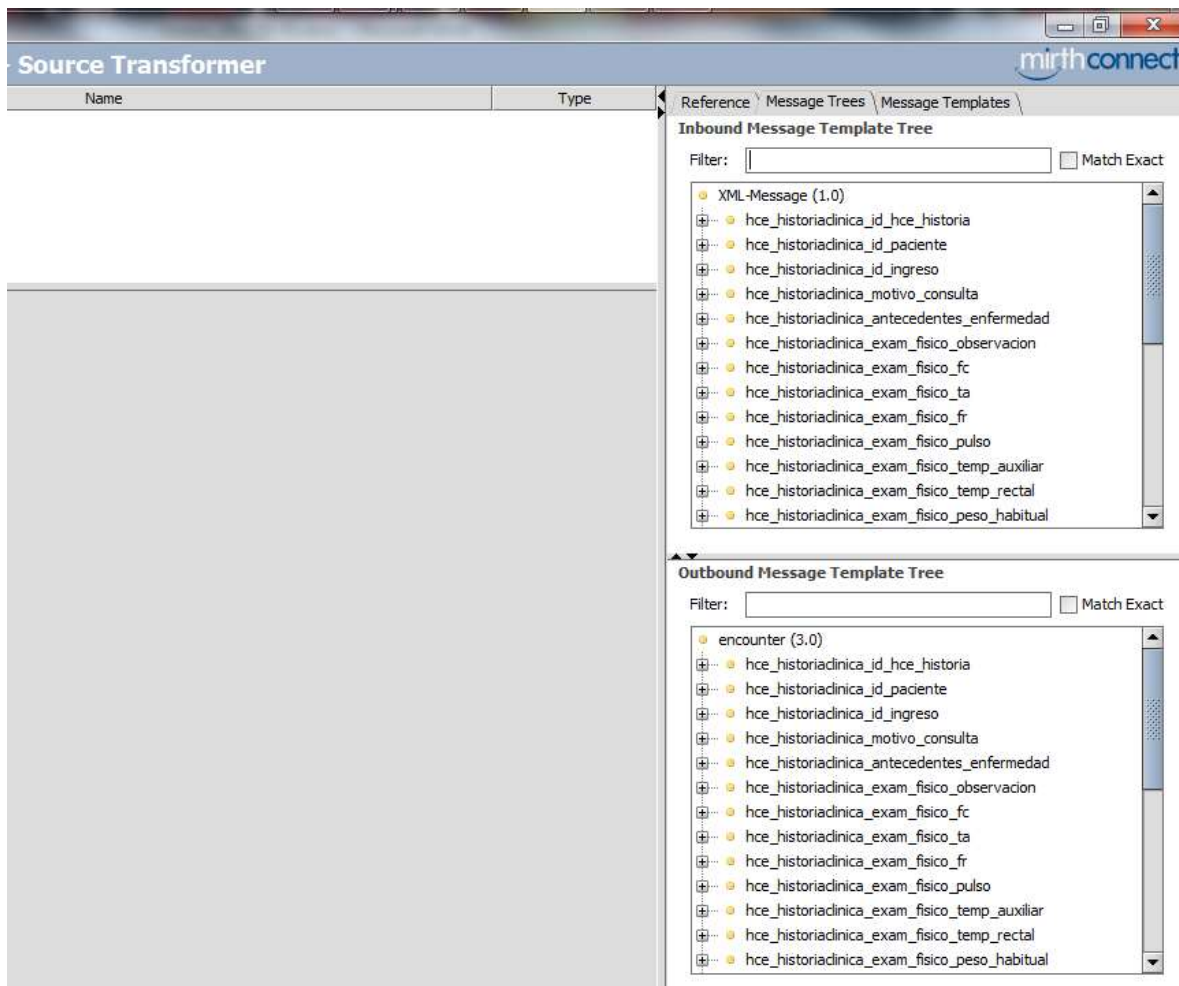 - Source Transformer
mirthconnect
Name Type
Reference Message Trees Message Templates
Inbound Message Template Tree
Filter: Match Exact
XML-Message (1.0)
hce_historiaclinica_id_hce_historia
hce_historiaclinica_id_paciente
hce_historiaclinica_id_ingreso
hce_historiaclinica_motivo_consulta
hce_historiaclinica_antecedentes_enfermedad
hce_historiaclinica_exam_fisico_observacion
hce_historiaclinica_exam_fisico_fc
hce_historiaclinica_exam_fisico_ta
hce_historiaclinica_exam_fisico_fr
hce_historiaclinica_exam_fisico_pulso
hce_historiaclinica_exam_fisico_temp_auxiliar
hce_historiaclinica_exam_fisico_temp_rectal
hce_historiaclinica_exam_fisico_peso_habitual
Outbound Message Template Tree
Filter: Match Exact
encounter (3.0)
hce_historiaclinica_id_hce_historia
hce_historiaclinica_id_paciente
hce_historiaclinica_id_ingreso
hce_historiaclinica_motivo_consulta
hce_historiaclinica_antecedentes_enfermedad
hce_historiaclinica_exam_fisico_observacion
hce_historiaclinica_exam_fisico_fc
hce_historiaclinica_exam_fisico_ta
hce_historiaclinica_exam_fisico_fr
hce_historiaclinica_exam_fisico_pulso
hce_historiaclinica_exam_fisico_temp_auxiliar
hce_historiaclinica_exam_fisico_temp_rectal
hce_historiaclinica_exam_fisico_peso_habitual